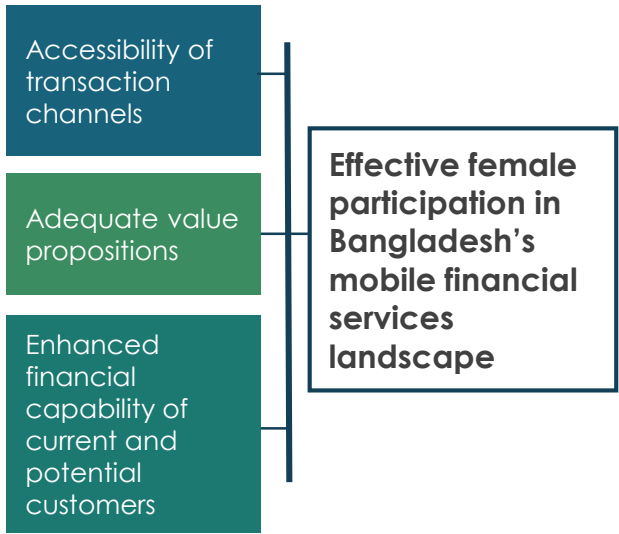 Accessibility of
transaction
channels
Adequate value
propositions
Enhanced
financial
capability of
current and
potential
customers
Effective female
participation in
Bangladesh’s
mobile financial
services
landscape